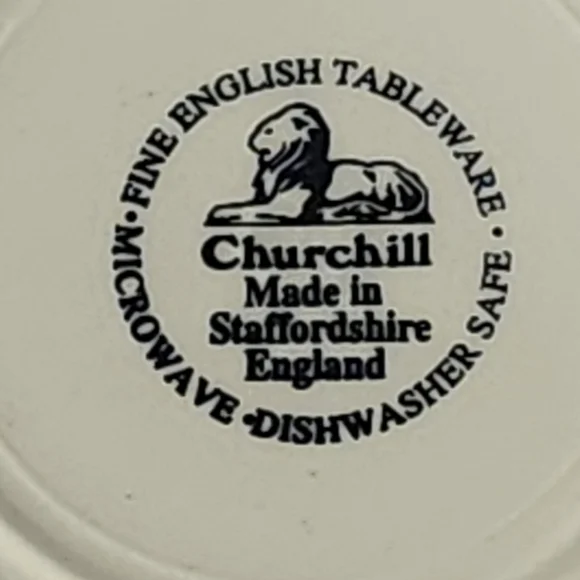 FINE ENGLISH TABLEWARE •
Churchill
Made in
Staffordshire
England
MICROWAVE • DISHWASHER SAFE •